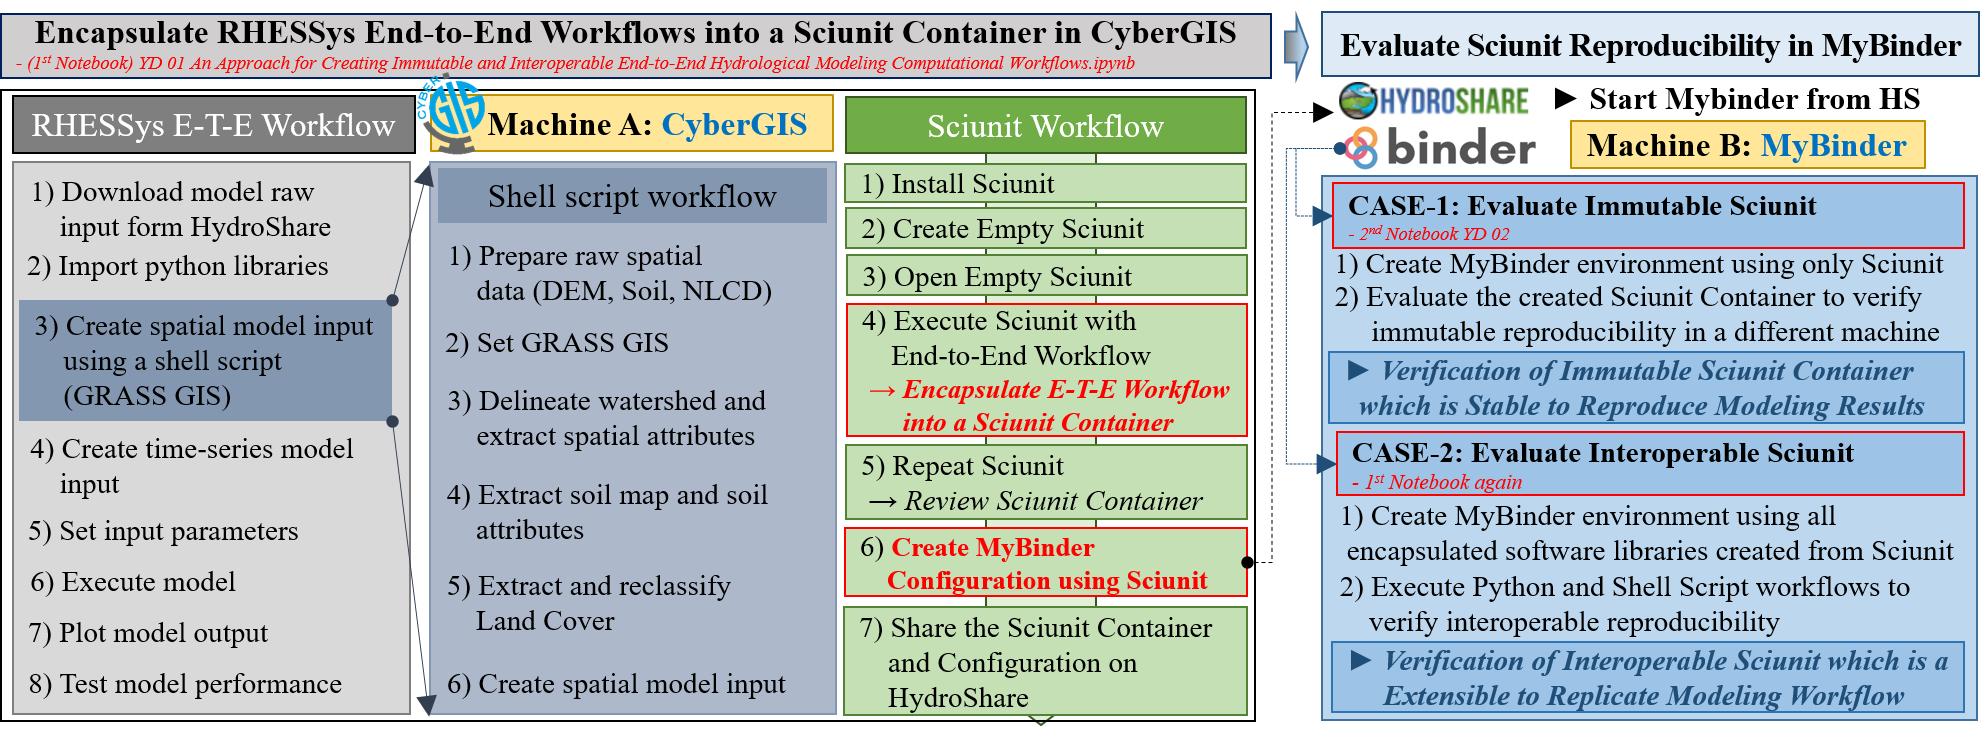 Encapsulate RHESSys End-to-End Workflows into a Sciunit Container in CyberGIS
- (1st Notebook) YD 01 An Approach for Creating Immutable and Interoperable End-to-End Hydrological Modeling Computational Workflows.ipynb
Evaluate Sciunit Reproducibility in MyBinder
RHESSys E-T-E Workflow
1) Download model raw
input form HydroShare
2) Import python libraries
3) Create spatial model input
using a shell script
(GRASS GIS)
4) Create time-series model
input
5) Set input parameters
6) Execute model
7) Plot model output
8) Test model performance
CYBER GIS
Machine A: CyberGIS
Shell script workflow
1) Prepare raw spatial
data (DEM, Soil, NLCD)
2) Set GRASS GIS
3) Delineate watershed and
extract spatial attributes
4) Extract soil map and soil
attributes
5) Extract and reclassify
Land Cover
6) Create spatial model input
Sciunit Workflow
1) Install Sciunit
2) Create Empty Sciunit
3) Open Empty Sciunit
4) Execute Sciunit with
End-to-End Workflow
→ Encapsulate E-T-E Workflow
into a Sciunit Container
5) Repeat Sciunit
→ Review Sciunit Container
6) Create MyBinder
Configuration using Sciunit
7) Share the Sciunit Container
and Configuration on
HydroShare
HYDROSHARE
► Start Mybinder from HS
binder
Machine B: MyBinder
CASE-1: Evaluate Immutable Sciunit
- 2nd Notebook YD 02
1) Create MyBinder environment using only Sciunit
2) Evaluate the created Sciunit Container to verify
immutable reproducibility in a different machine
► Verification of Immutable Sciunit Container
which is Stable to Reproduce Modeling Results
CASE-2: Evaluate Interoperable Sciunit
- 1st Notebook again
1) Create MyBinder environment using all
encapsulated software libraries created from Sciunit
2) Execute Python and Shell Script workflows to
verify interoperable reproducibility
► Verification of Interoperable Sciunit which is a
Extensible to Replicate Modeling Workflow